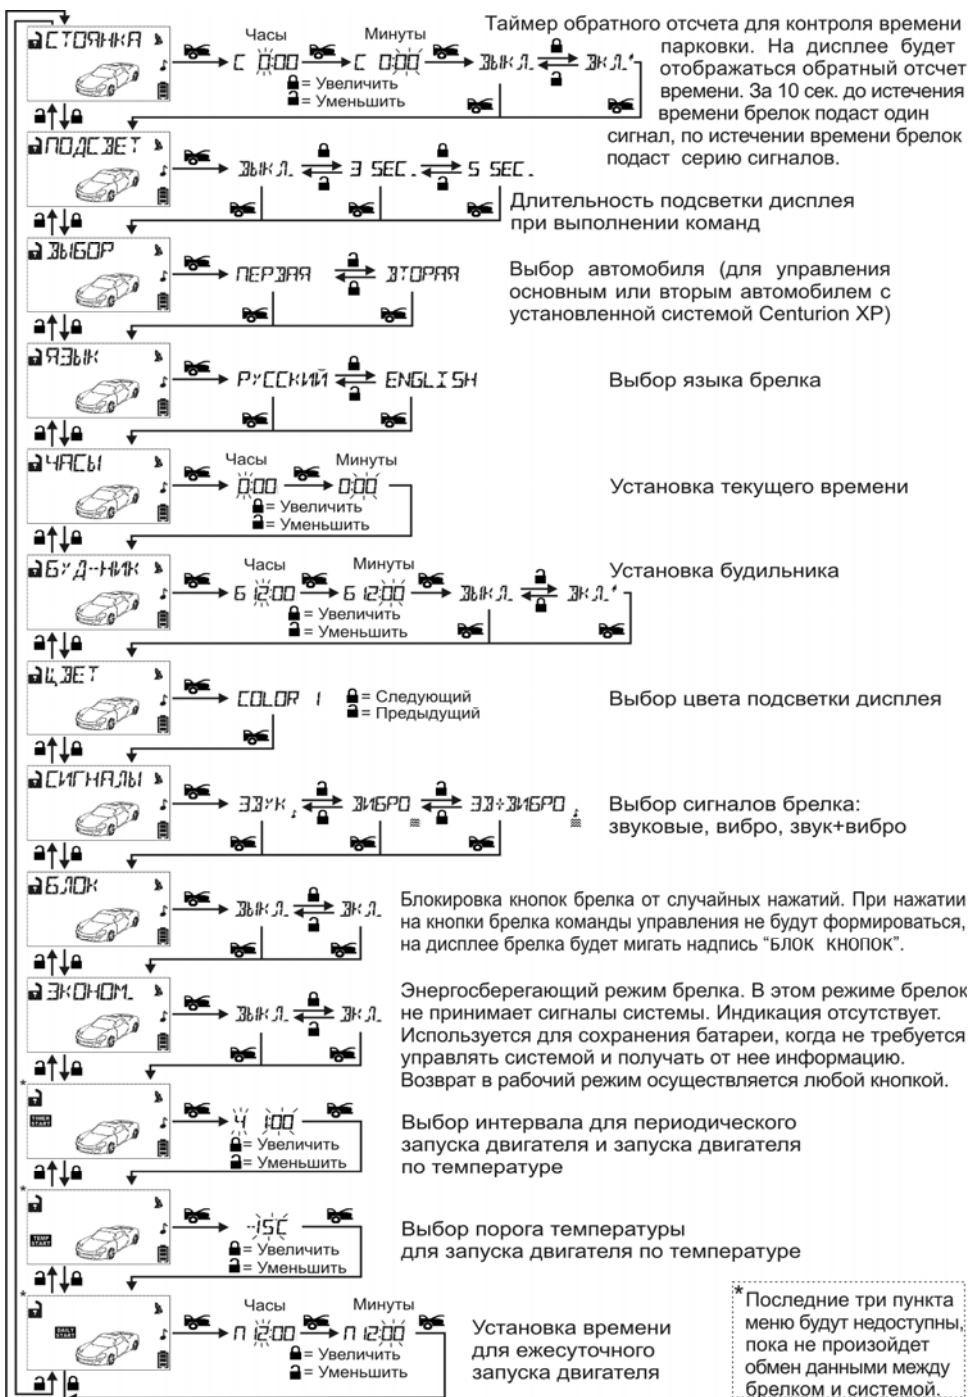 СТОЯНКА
Часы
Минуты
С 0:00
С 0:00
ВЫКЛ.
ВКЛ.
= Увеличить
= Уменьшить
Таймер обратного отсчета для контроля времени
парковки. На дисплее будет
отображаться обратный отсчет
времени. За 10 сек. до истечения
времени брелок подаст один
сигнал, по истечении времени брелок
подаст серию сигналов.
ПОДСВЕТ
ВЫКЛ.
3 SEC.
5 SEC.
Длительность подсветки дисплея
при выполнении команд
ВЫБОР
ПЕРВАЯ
ВТОРАЯ
Выбор автомобиля (для управления
основным или вторым автомобилем с
установленной системой Centurion XP)
ЯЗЫК
РУССКИЙ
ENGLISH
Выбор языка брелка
ЧАСЫ
Часы
Минуты
0:00
0:00
= Увеличить
= Уменьшить
Установка текущего времени
БУД-НИК
Часы
Минуты
Б 12:00
Б 12:00
ВЫКЛ.
ВКЛ.
= Увеличить
= Уменьшить
Установка будильника
ЦВЕТ
COLOR 1
= Следующий
= Предыдущий
Выбор цвета подсветки дисплея
СИГНАЛЫ
ЗВУК
ВИБРО
ЗВ+ВИБРО
Выбор сигналов брелка:
звуковые, вибро, звук+вибро
БЛОК
ВЫКЛ.
ВКЛ.
Блокировка кнопок брелка от случайных нажатий. При нажатии
на кнопки брелка команды управления не будут формироваться,
на дисплее брелка будет мигать надпись “БЛОК КНОПОК”.
ЭКОНОМ.
ВЫКЛ.
ВКЛ.
Энергосберегающий режим брелка. В этом режиме брелок
не принимает сигналы системы. Индикация отсутствует.
Используется для сохранения батареи, когда не требуется
управлять системой и получать от нее информацию.
Возврат в рабочий режим осуществляется любой кнопкой.
*
TIMER
START
Ч 1:00
= Увеличить
= Уменьшить
Выбор интервала для периодического
запуска двигателя и запуска двигателя
по температуре
*
TEMP
START
-15C
= Увеличить
= Уменьшить
Выбор порога температуры
для запуска двигателя по температуре
*
DAILY
START
Часы
Минуты
П 12:00
П 12:00
= Увеличить
= Уменьшить
Установка времени
для ежесуточного
запуска двигателя
* Последние три пункта
меню будут недоступны,
пока не произойдет
обмен данными между
брелком и системой.